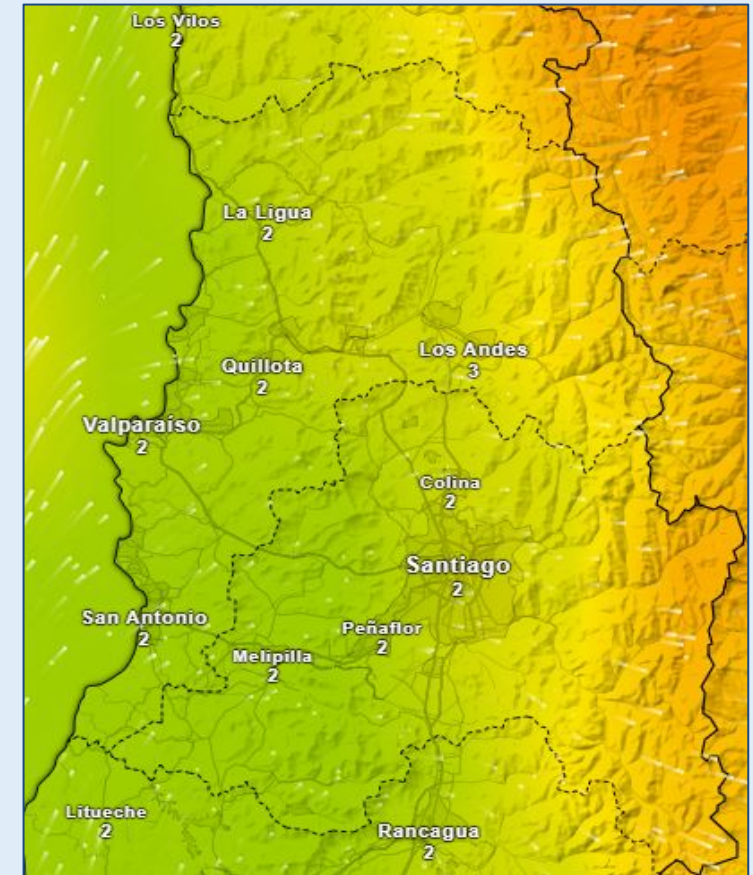 Los Vilos
2
La Ligua
2
Los Andes
3
Quillota
2
Valparaíso
2
Colina
2
Santiago
2
San Antonio
2
Peñaflor
2
Melipilla
2
Litueche
2
Rancagua
2